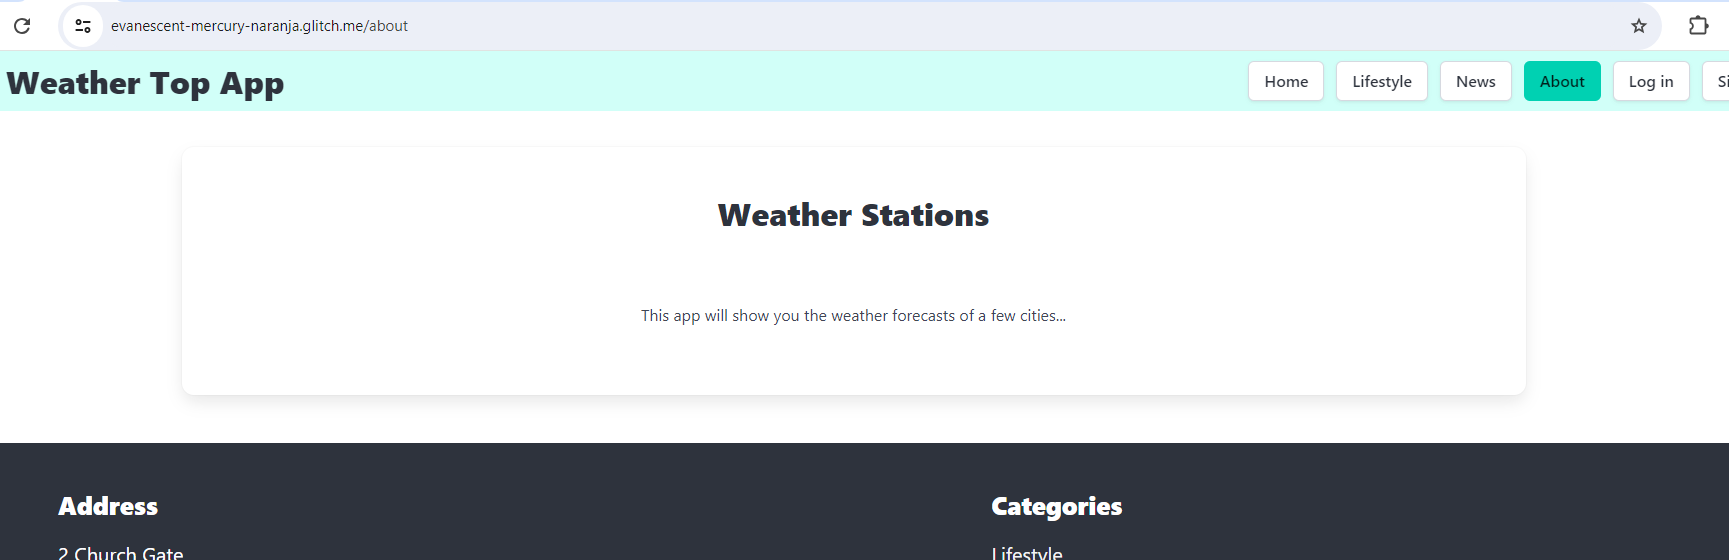 evanescent-mercury-naranja.glitch.me/about
Weather Top App
Home
Lifestyle
News
About
Log in
Si
Weather Stations
This app will show you the weather forecasts of a few cities...
Address
Categories
2 Church Gate
Lifestyle